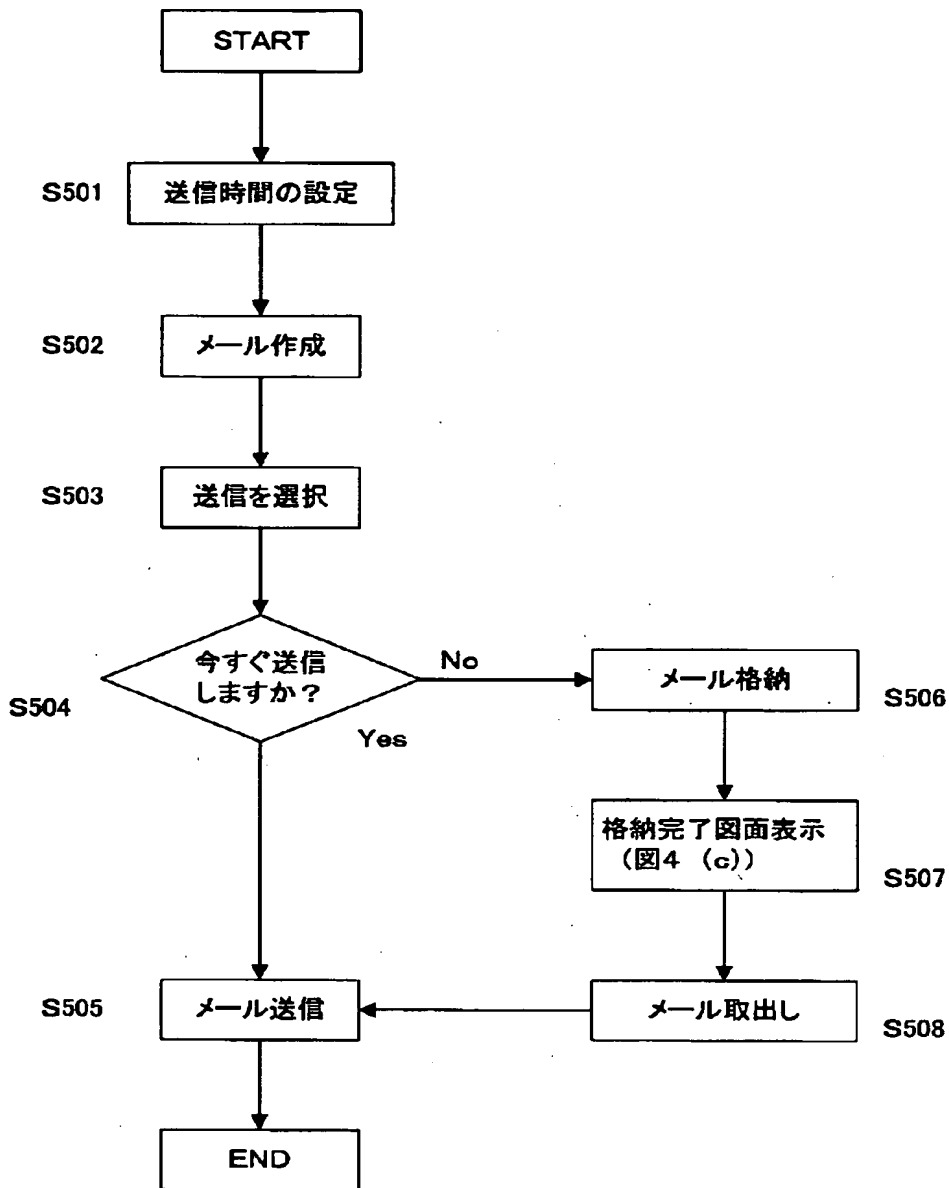 START
S501
送信時間の設定
S502
メール作成
S503
送信を選択
今すぐ送信
しますか？
S504
No
Yes
メール格納
S506
格納完了図面表示
（図4 （c））
S507
S505
メール送信
メール取出し
S508
END